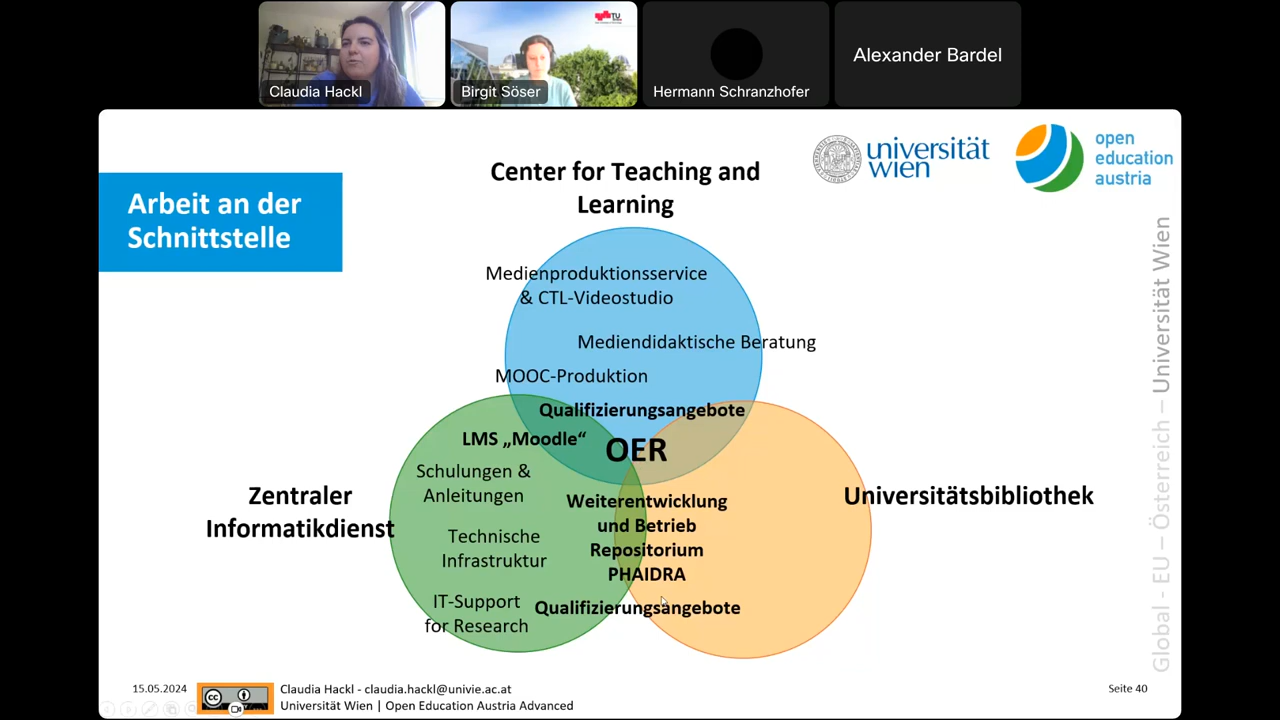 Claudia Hackl
Birgit Söser
Hermann Schranzhofer
Alexander Bardel
TU
Arbeit an der
Schnittstelle
Center for Teaching and
Learning
universität
wien
open
education
austria
Medienproduktionsservice
& CTL-Videostudio
Mediendidaktische Beratung
MOOC-Produktion
Qualifizierungsangebote
LMS „Moodle“
OER
Schulungen &
Anleitungen
Technische
Infrastruktur
IT-Support
for Research
Zentraler
Informatikdienst
Weiterentwicklung
und Betrieb
Repositorium
PHAIDRA
Qualifizierungsangebote
Universitätsbibliothek
Global - EU – Österreich – Universität Wien
15.05.2024
cc
Claudia Hackl - claudia.hackl@univie.ac.at
Universität Wien | Open Education Austria Advanced
Seite 40